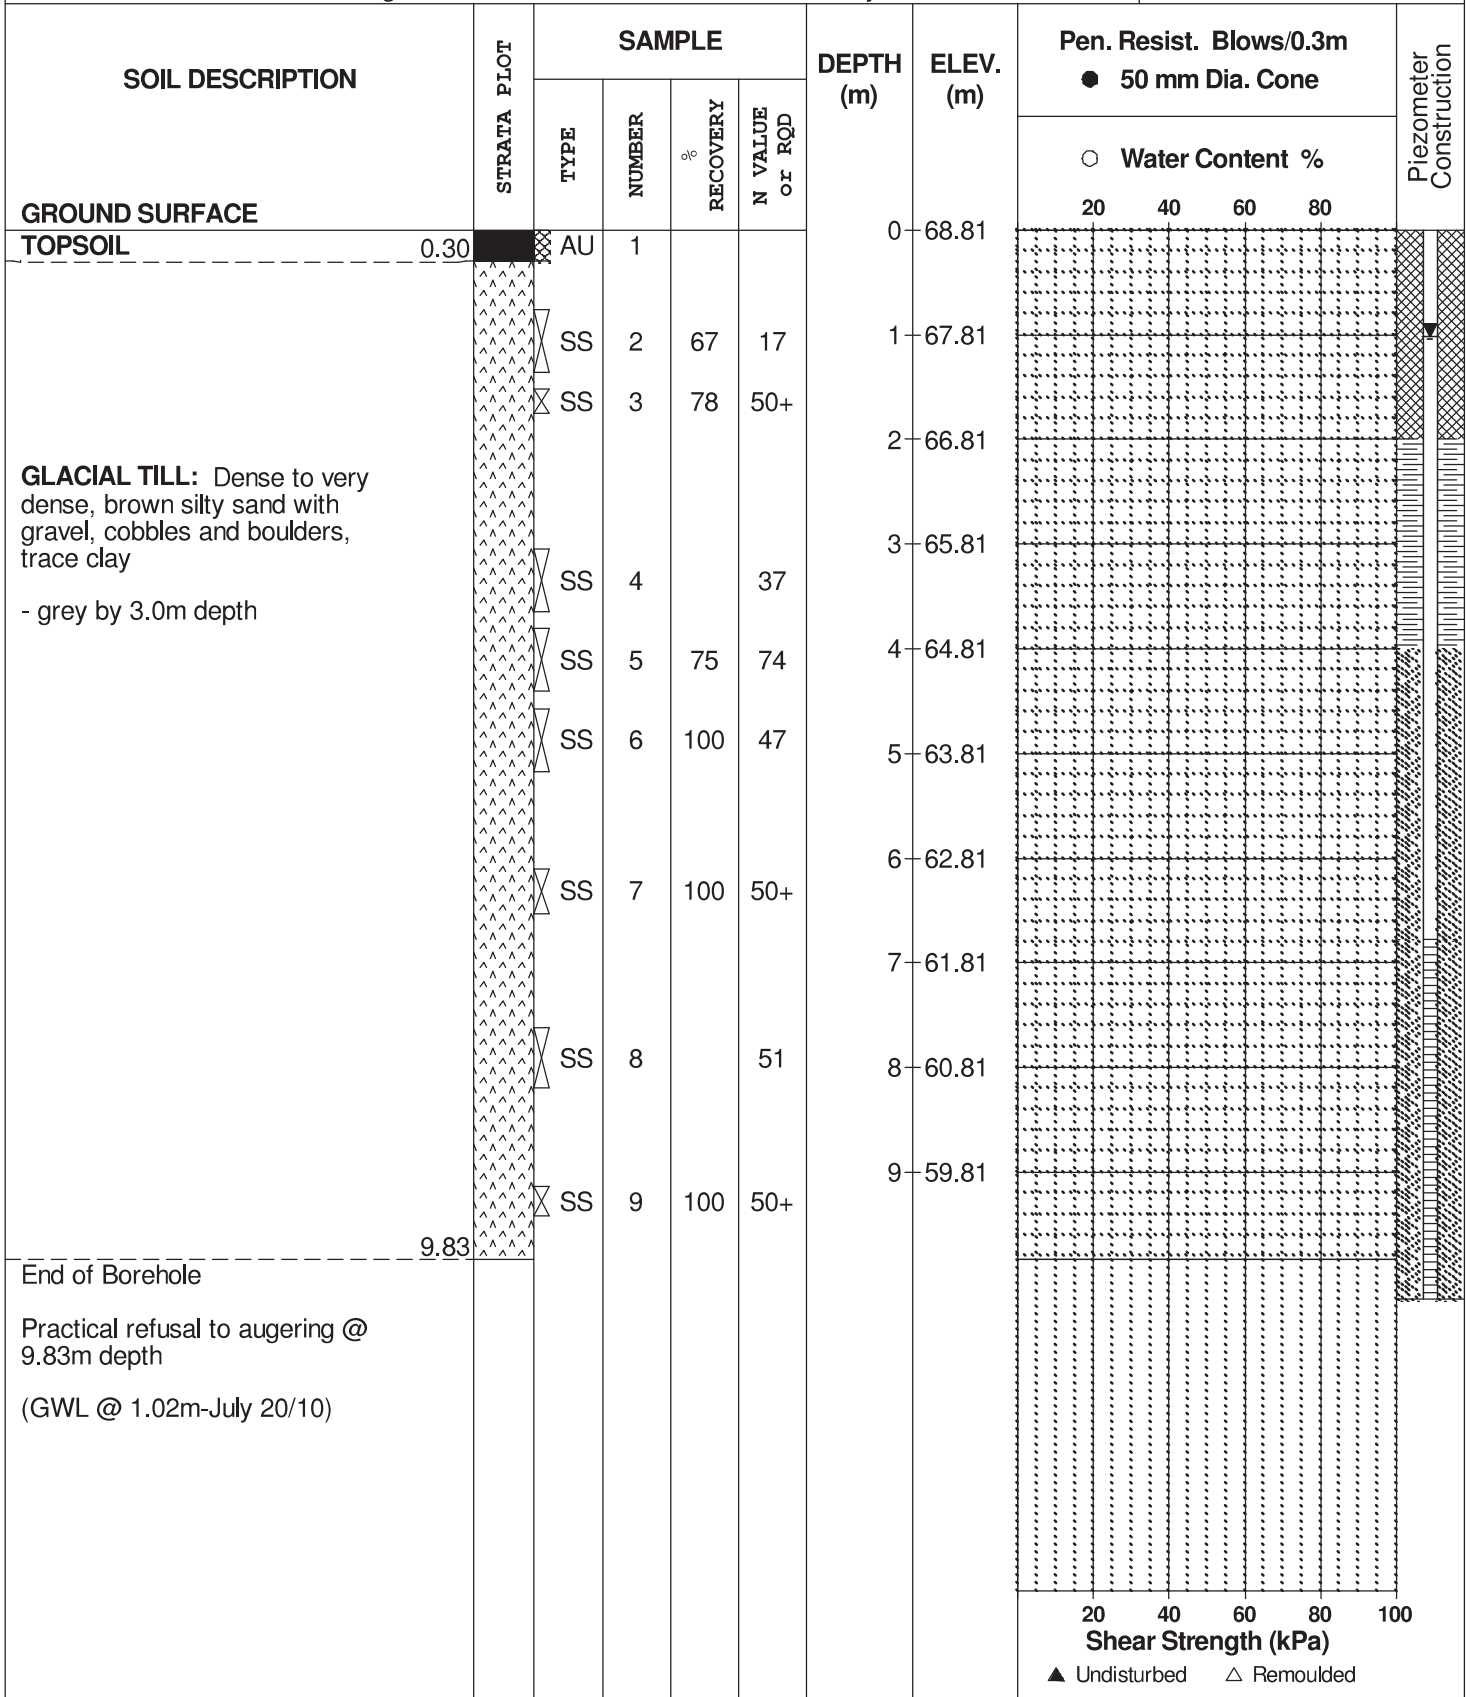 SOIL DESCRIPTION
STRATA PLOT
SAMPLE
TYPE
NUMBER
% RECOVERY
N VALUE or RQD
DEPTH (m)
ELEV. (m)
Pen. Resist. Blows/0.3m
● 50 mm Dia. Cone
○ Water Content %
20 40 60 80
Piezometer Construction
GROUND SURFACE
TOPSOIL 0.30
AU 1
0 68.81
SS 2 67 17
1 67.81
SS 3 78 50+
2 66.81
GLACIAL TILL: Dense to very
dense, brown silty sand with
gravel, cobbles and boulders,
trace clay
- grey by 3.0m depth
3 65.81
SS 4 37
4 64.81
SS 5 75 74
SS 6 100 47
5 63.81
6 62.81
SS 7 100 50+
7 61.81
SS 8 51
8 60.81
9 59.81
SS 9 100 50+
9.83
End of Borehole
Practical refusal to augering @
9.83m depth
(GWL @ 1.02m-July 20/10)
20 40 60 80 100
Shear Strength (kPa)
▲ Undisturbed △ Remoulded